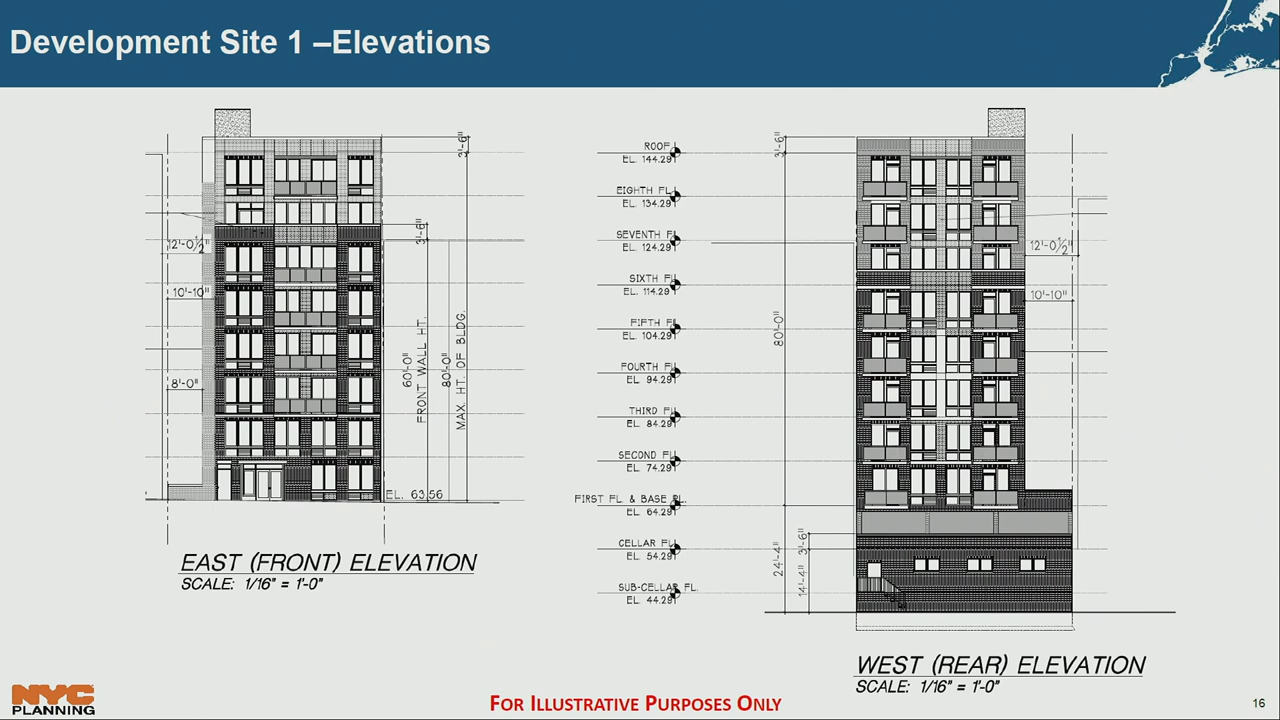 Development Site 1 –Elevations
3'-6"
3'-6"
12'-0½"
10'-10"
8'-0"
60'-0"
FRONT WALL HT.
80'-0"
MAX. HT. OF BLDG.
EL. 63.56
EAST (FRONT) ELEVATION
SCALE: 1/16" = 1'-0"
ROOF
EL. 144.29
EIGHTH FL.
EL. 134.29
SEVENTH FL.
EL. 124.29
SIXTH FL.
EL. 114.29
FIFTH FL.
EL. 104.29
FOURTH FL.
EL. 94.29
THIRD FL.
EL. 84.29
SECOND FL.
EL. 74.29
FIRST FL. & BASE PL.
EL. 64.29
CELLAR FL.
EL. 54.29
SUB-CELLAR FL.
EL. 44.29
3'-6"
80'-0"
24'-4"
3'-6"
14'-4"
12'-0½"
10'-10"
WEST (REAR) ELEVATION
SCALE: 1/16" = 1'-0"
NYC
PLANNING
FOR ILLUSTRATIVE PURPOSES ONLY
16